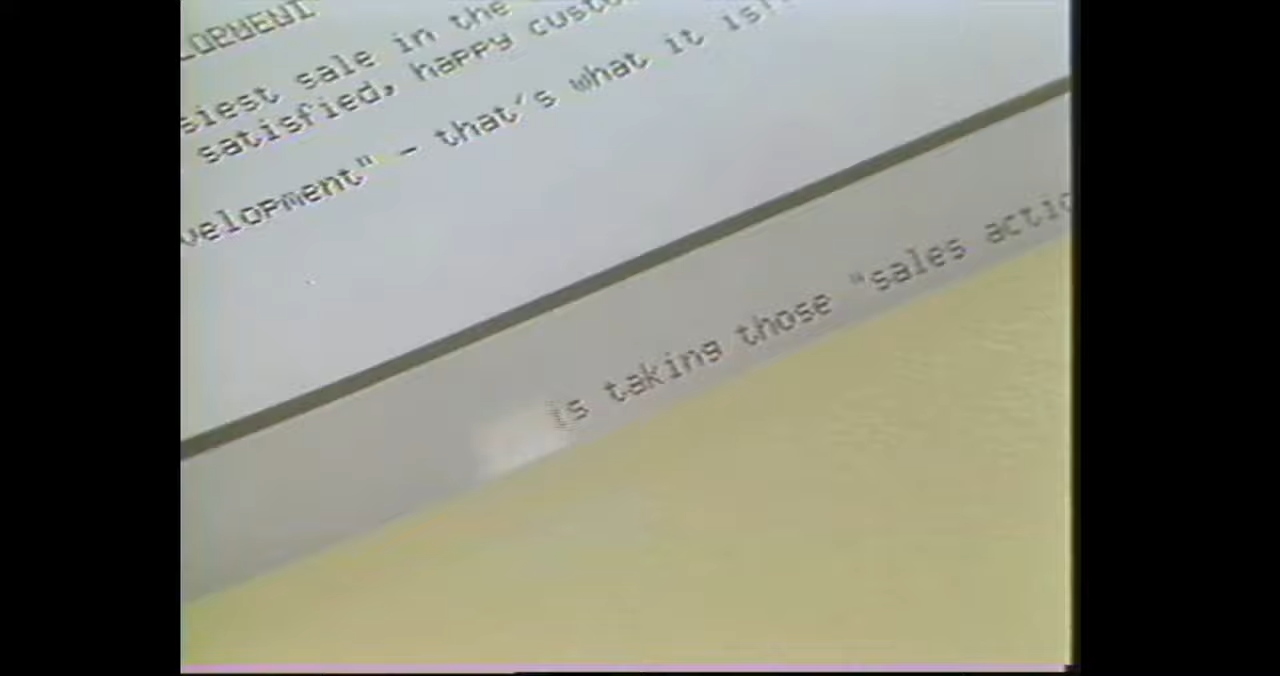 LOPMENT
siest sale in the
satisfied, happy custo
velopment" - that's what it is!
is taking those "sales actio